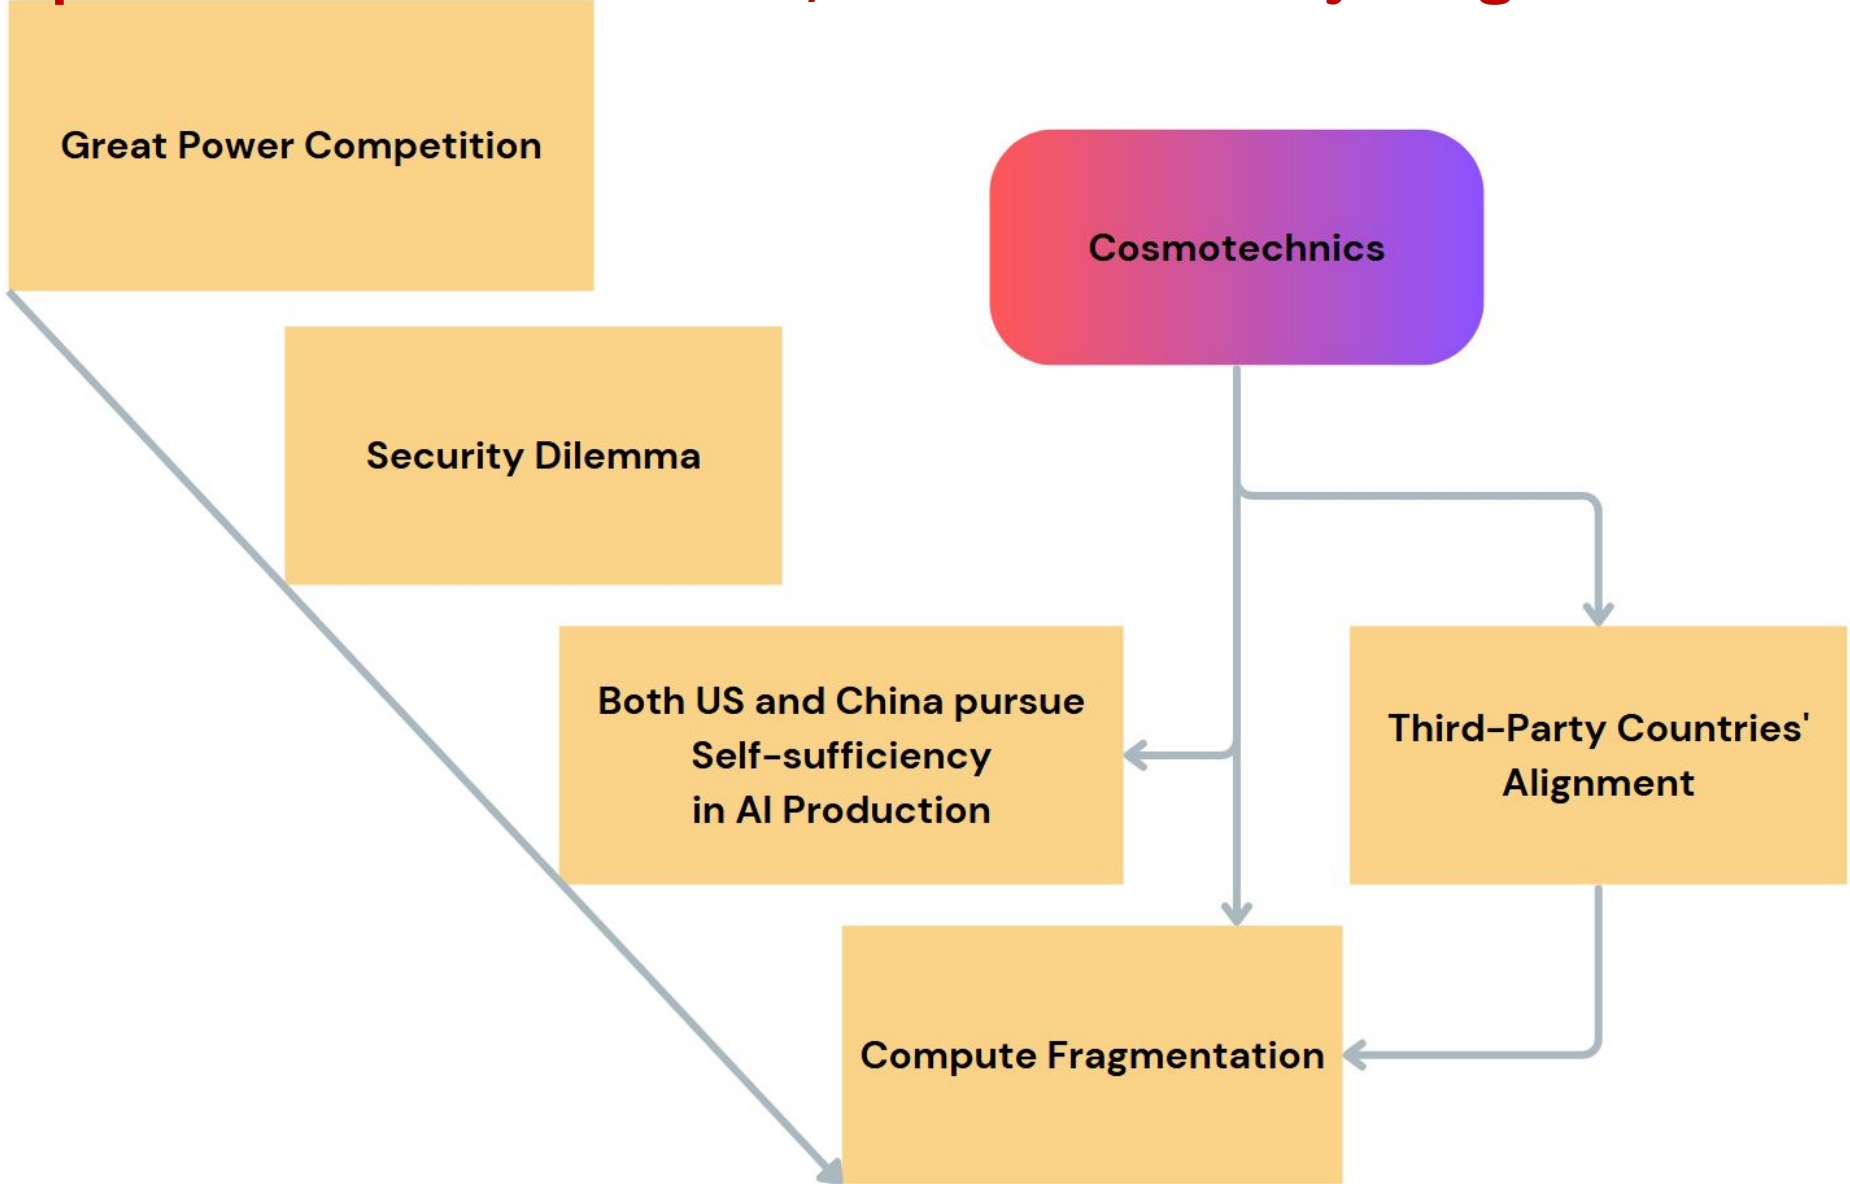 Great Power Competition
Cosmotechnics
Security Dilemma
Both US and China pursue
Self-sufficiency
in AI Production
Third-Party Countries'
Alignment
Compute Fragmentation